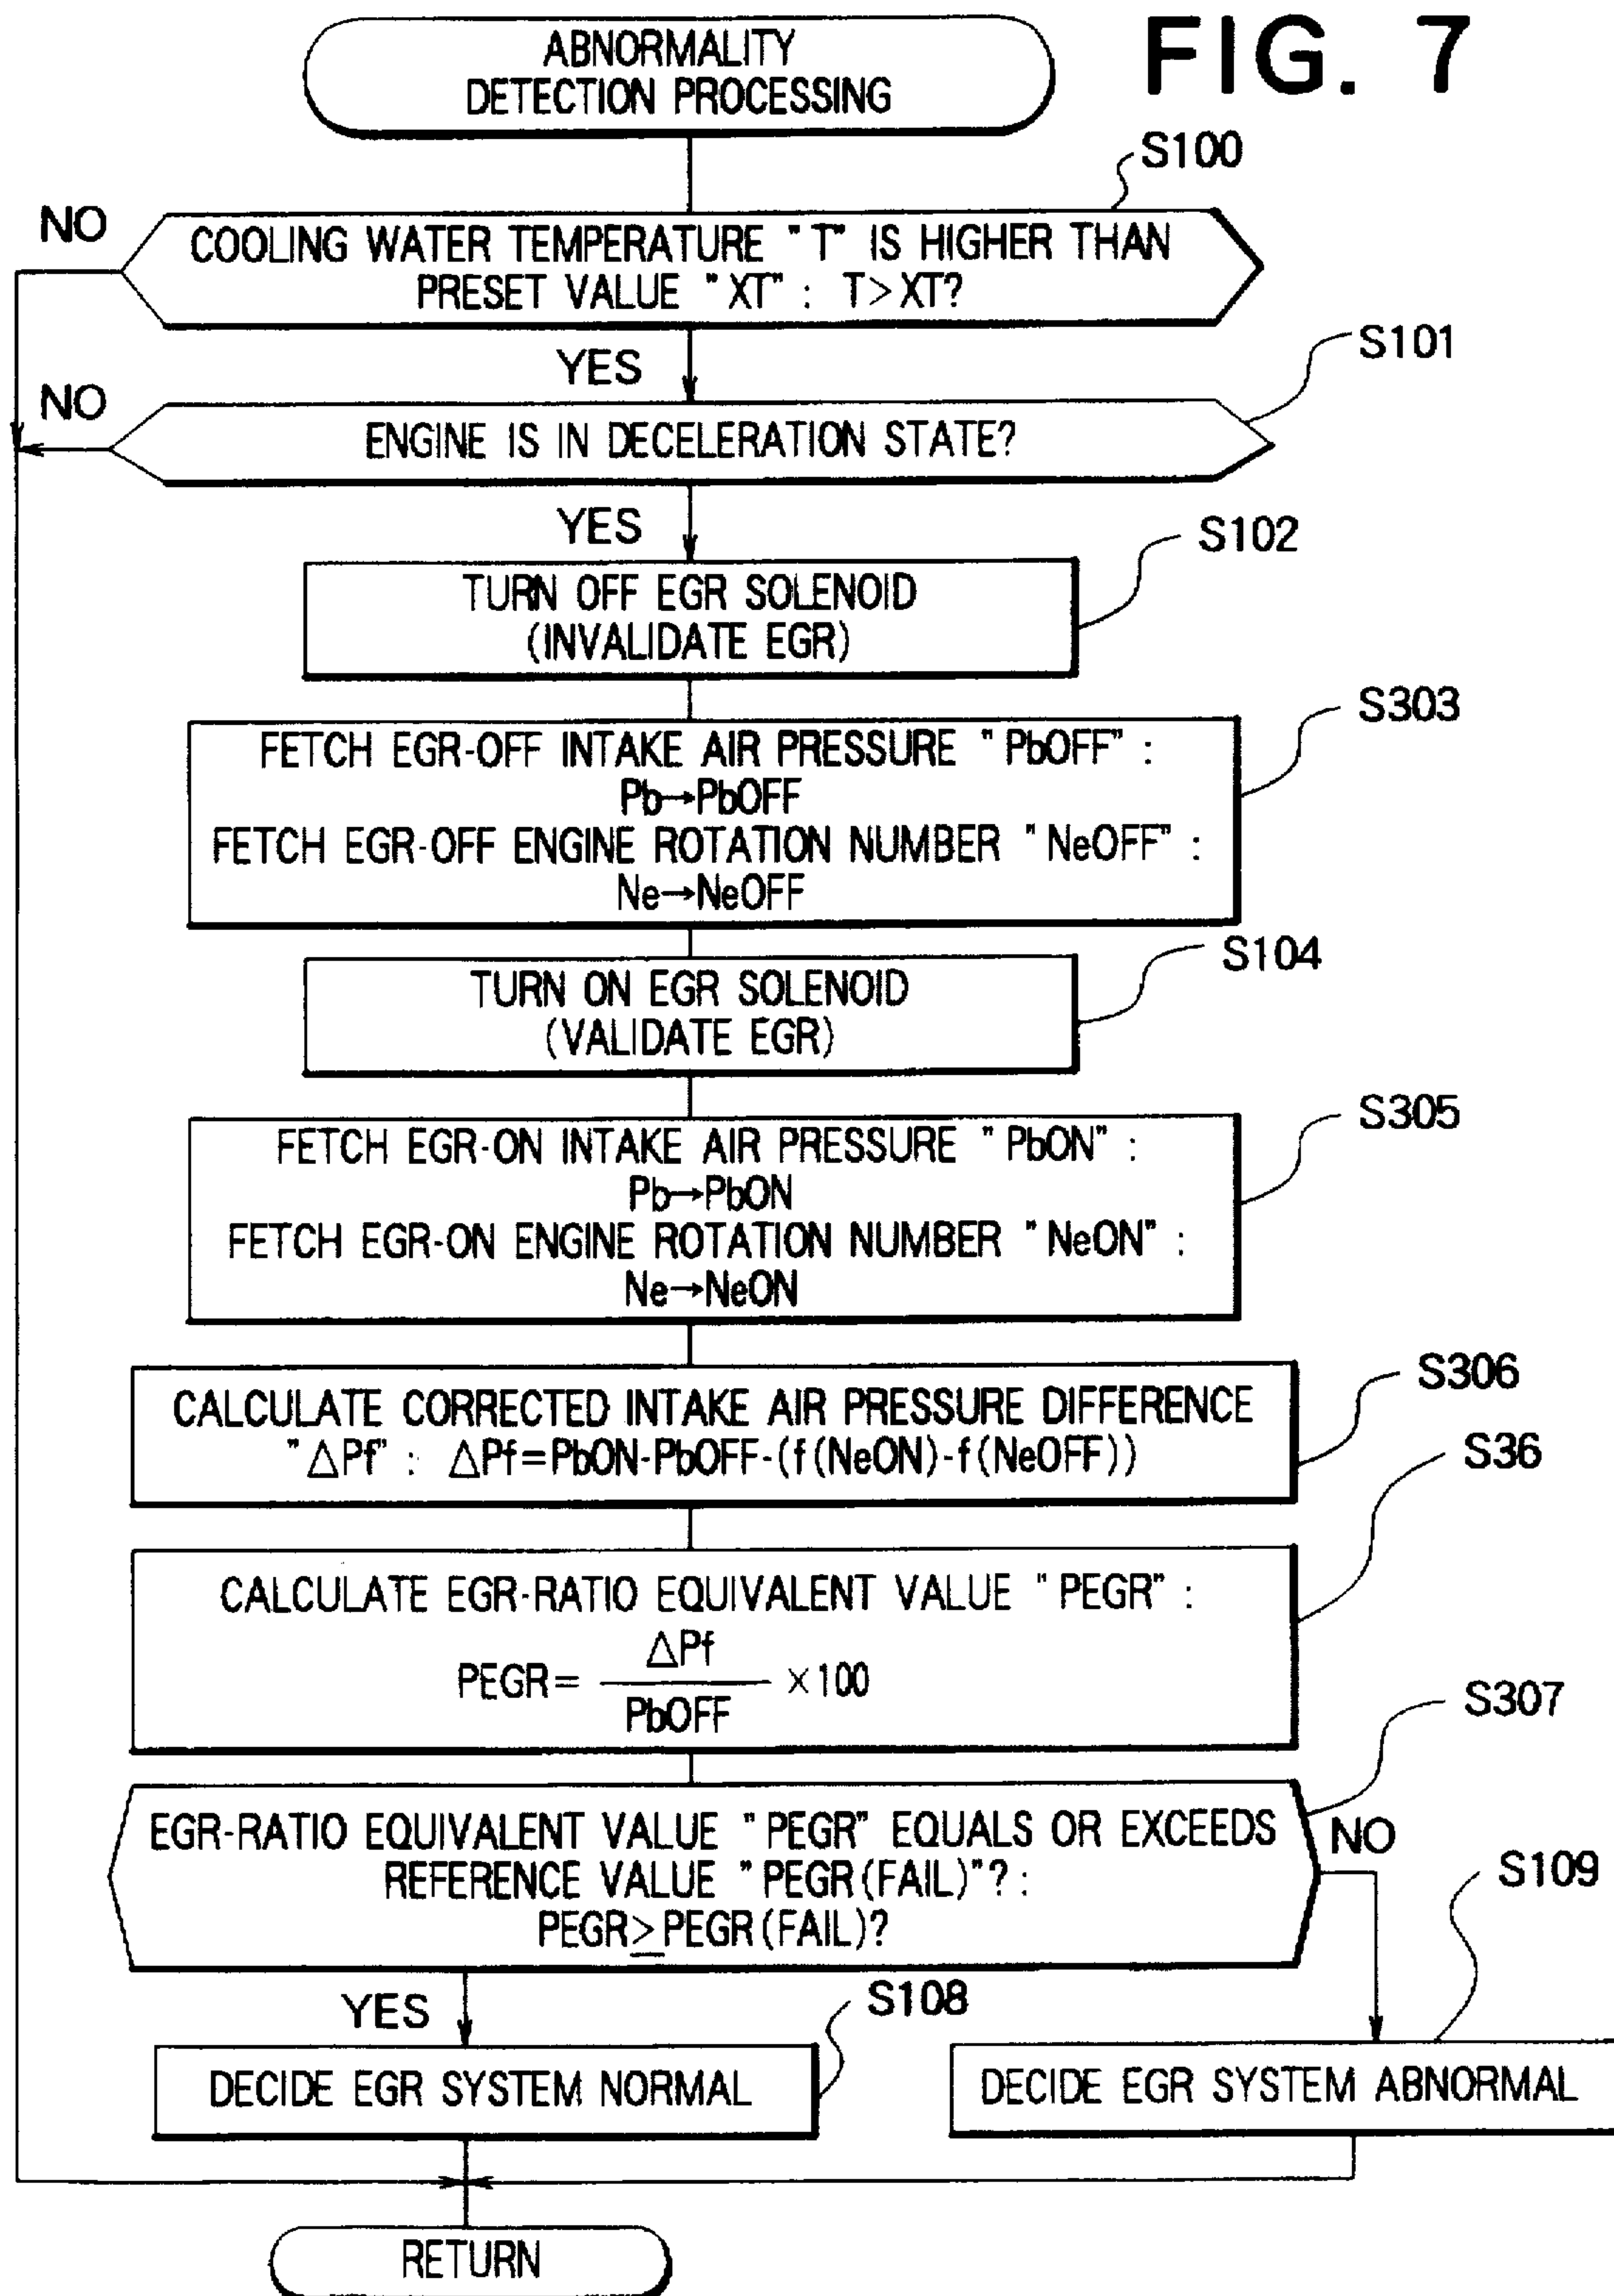 FIG. 7
ABNORMALITY
DETECTION PROCESSING
S100
NO
COOLING WATER TEMPERATURE "T" IS HIGHER THAN
PRESET VALUE "XT" : T>XT?
YES
S101
NO
ENGINE IS IN DECELERATION STATE?
YES
S102
TURN OFF EGR SOLENOID
(INVALIDATE EGR)
S303
FETCH EGR-OFF INTAKE AIR PRESSURE "PbOFF" :
Pb→PbOFF
FETCH EGR-OFF ENGINE ROTATION NUMBER "NeOFF" :
Ne→NeOFF
S104
TURN ON EGR SOLENOID
(VALIDATE EGR)
S305
FETCH EGR-ON INTAKE AIR PRESSURE "PbON" :
Pb→PbON
FETCH EGR-ON ENGINE ROTATION NUMBER "NeON" :
Ne→NeON
S306
CALCULATE CORRECTED INTAKE AIR PRESSURE DIFFERENCE
"△Pf" : △Pf=PbON-PbOFF-(f(NeON)-f(NeOFF))
S36
CALCULATE EGR-RATIO EQUIVALENT VALUE "PEGR" :
△Pf
PEGR= ——— ×100
PbOFF
S307
EGR-RATIO EQUIVALENT VALUE "PEGR" EQUALS OR EXCEEDS
REFERENCE VALUE "PEGR(FAIL)"? :
PEGR≥PEGR(FAIL)?
NO
S109
YES
S108
DECIDE EGR SYSTEM NORMAL
DECIDE EGR SYSTEM ABNORMAL
RETURN